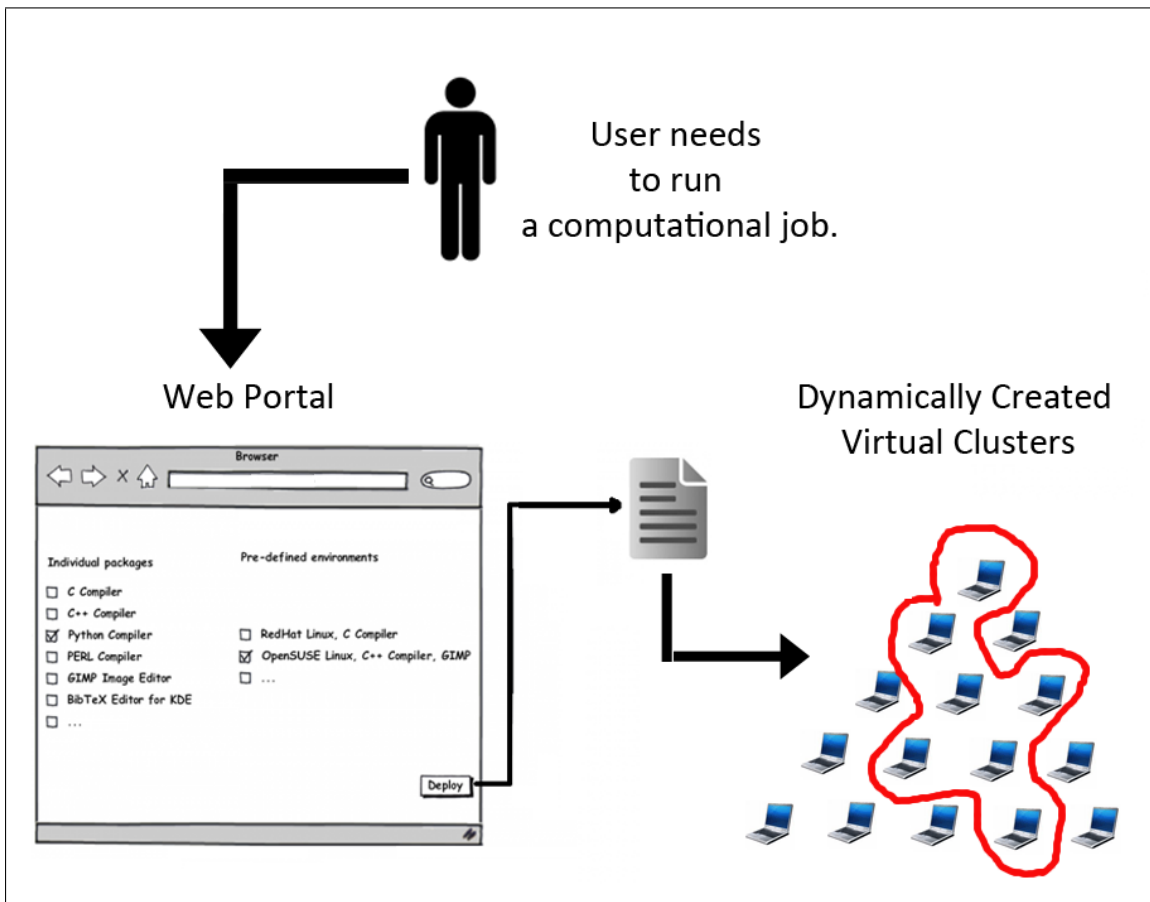 User needs
to run
a computational job.
Web Portal
Dynamically Created
Virtual Clusters
Browser
X
Individual packages
C Compiler
C++ Compiler
Python Compiler
PERL Compiler
GIMP Image Editor
BibTeX Editor for KDE
...
Pre-defined environments
RedHat Linux, C Compiler
OpenSUSE Linux, C++ Compiler, GIMP
...
Deploy